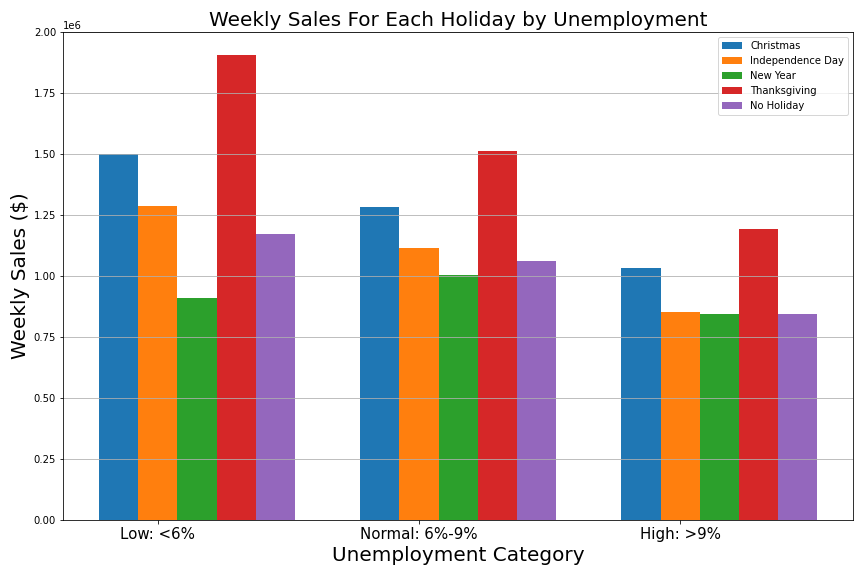 Weekly Sales For Each Holiday by Unemployment
1e6
2.00
1.75
1.50
1.25
1.00
0.75
0.50
0.25
0.00
Weekly Sales ($)
Christmas
Independence Day
New Year
Thanksgiving
No Holiday
Low: <6%
Normal: 6%-9%
High: >9%
Unemployment Category